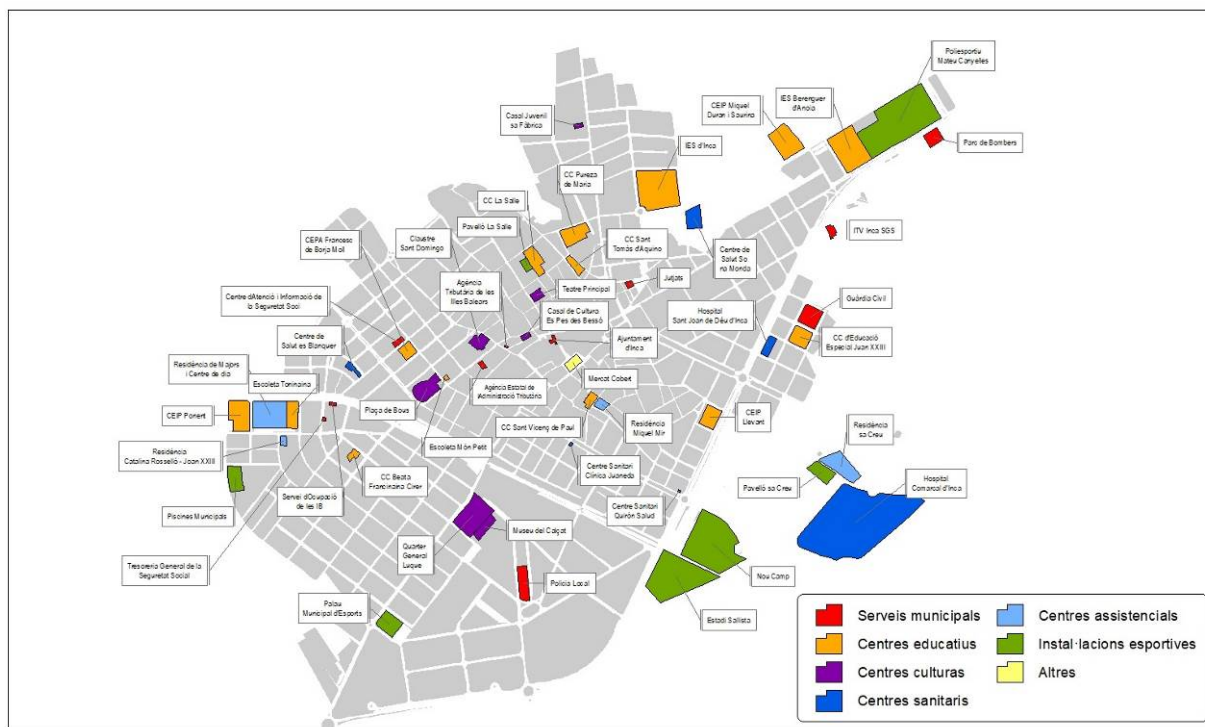 Poliesportiu
Mateu Canyelles
CEIP Miquel
Duran i Saurina
IES Berenguer
d'Anoia
Casal Juvenil
sa Fàbrica
IES d'Inca
Parc de Bombers
CC Pureza
de Maria
CC La Salle
Pavelló La Salle
Claustre
Sant Domingo
CEPA Francesc
de Borja Moll
CC Sant
Tomás d'Aquino
Centre de
Salut So
na Monda
ITV Inca SGS
Agència
Tributària de les
Illes Balears
Teatre Principal
Jutjats
Centre d'Atenció i Informació de
la Seguretat Soci
Casal de Cultura
Es Pes des Bessó
Hospital
Sant Joan de Déu d'Inca
Guàrdia Civil
Centre de
Salut es Blanquer
Ajuntament
d'Inca
CC d'Educació
Especial Juan XXIII
Residència de Majors
i Centre de dia
Escoleta Toninaina
Mercat Cobert
Agència Estatal de
l'Administració Tributària
CEIP Ponent
Plaça de Bous
CC Sant Vicenç de Paul
Residència
Miquel Mir
CEIP
Llevant
Residència
sa Creu
Escoleta Món Petit
Residència
Catalina Rosselló - Joan XXIII
CC Beata
Francinaina Cirer
Centre Sanitari
Clínica Juaneda
Pavelló sa Creu
Hospital
Comarcal d'Inca
Servei d'Ocupació
de les IB
Centre Sanitari
Quirón Salud
Piscines Municipals
Museu del Calçat
Quarter
General
Luque
Tresoreria General de la
Seguretat Social
Policia Local
Nou Camp
Palau
Municipal d'Esports
Estadi Sallista
Serveis municipals
Centres educatius
Centres culturas
Centres sanitaris
Centres assistencials
Instal·lacions esportives
Altres